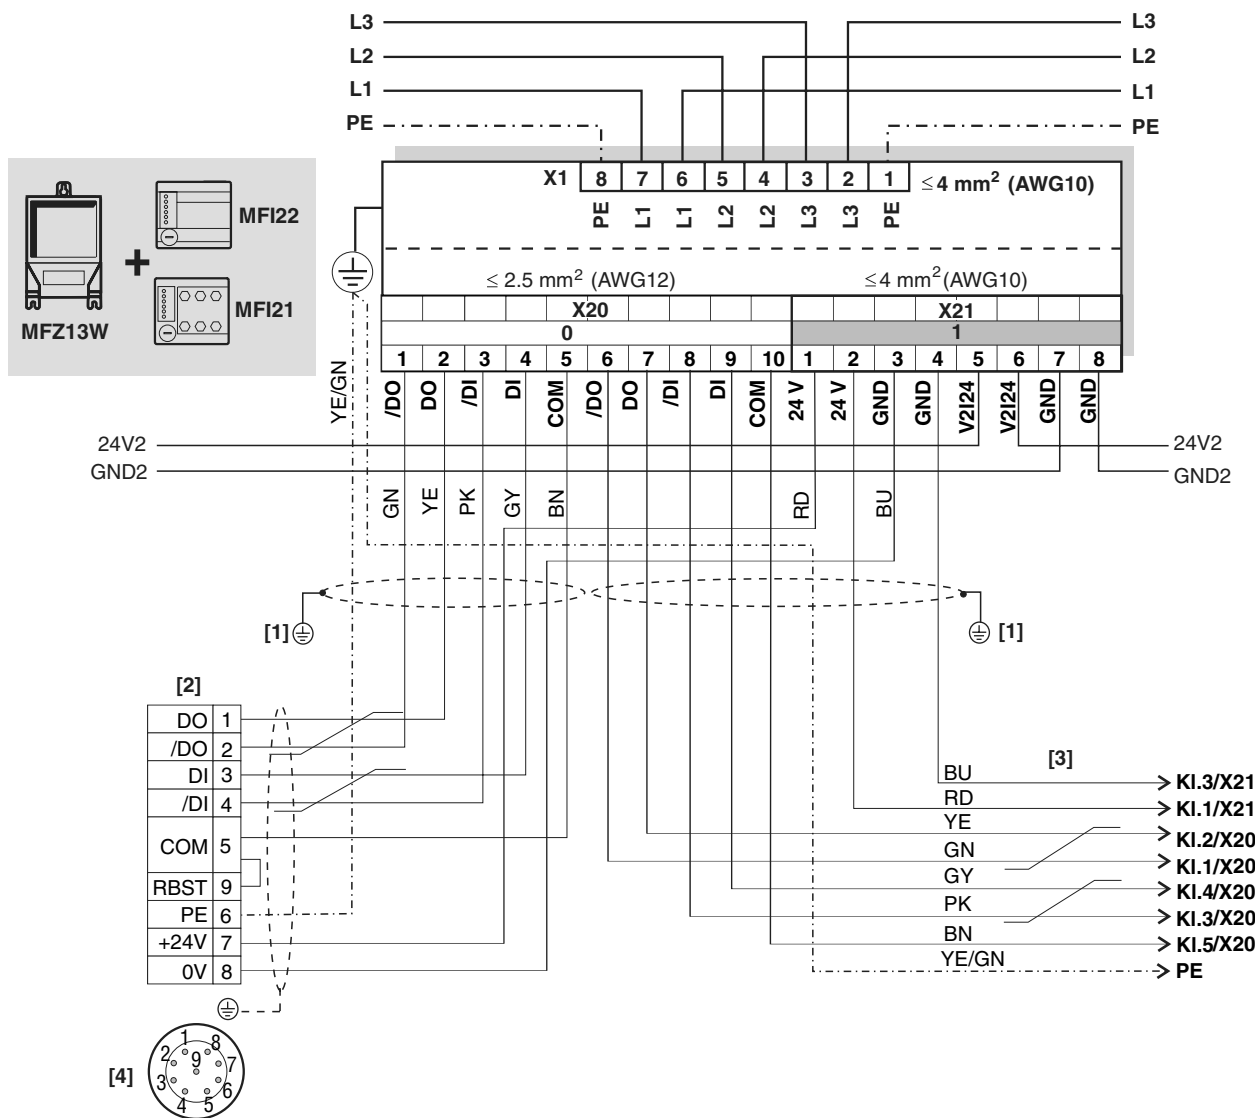 L3 L3
L2 L2
L1 L1
PE PE
X1 8 7 6 5 4 3 2 1 ≤ 4 mm² (AWG10)
PE L1 L1 L2 L2 L3 L3 PE
MFI22
MFI21
MFZ13W
≤ 2.5 mm² (AWG12) ≤ 4 mm² (AWG10)
X20 X21
0 1
1 2 3 4 5 6 7 8 9 10 1 2 3 4 5 6 7 8
/DO DO /DI DI COM /DO DO /DI DI COM 24 V 24 V GND GND V2I24 V2I24 GND GND
YE/GN
24V2 24V2
GND2 GND2
GN YE PK GY BN RD BU
[1] [1]
[2]
DO 1
/DO 2
DI 3
/DI 4
COM 5
RBST 9
PE 6
+24V 7
0V 8
[3]
BU KI.3/X21
RD KI.1/X21
YE KI.2/X20
GN KI.1/X20
GY KI.4/X20
PK KI.3/X20
BN KI.5/X20
YE/GN PE
[4]
1 8
2 9 7
3 6
4 5